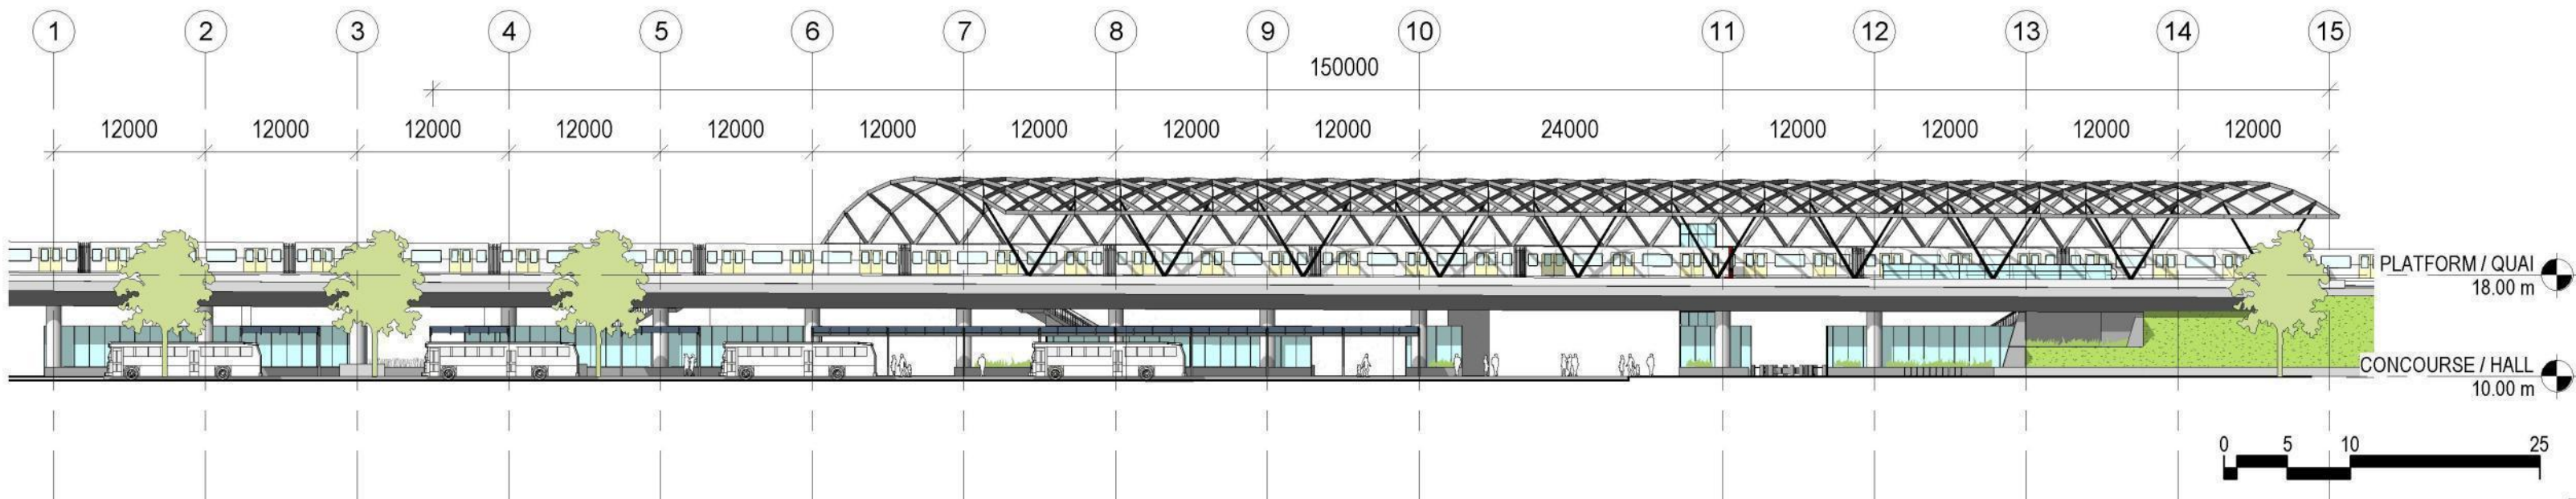 1 2 3 4 5 6 7 8 9 10 11 12 13 14 15
150000
12000 12000 12000 12000 12000 12000 12000 12000 12000 24000 12000 12000 12000 12000
PLATFORM / QUAI
18.00 m
CONCOURSE / HALL
10.00 m
0 5 10 25